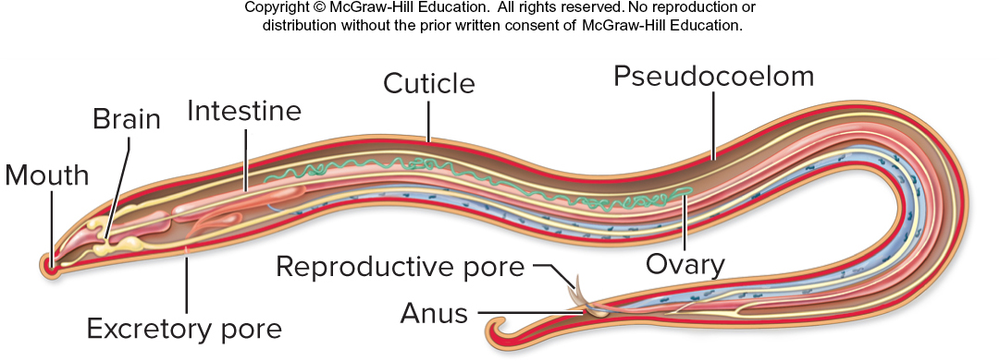 Copyright © McGraw-Hill Education. All rights reserved. No reproduction or
distribution without the prior written consent of McGraw-Hill Education.
Pseudocoelom
Cuticle
Intestine
Brain
Mouth
Ovary
Reproductive pore
Anus
Excretory pore